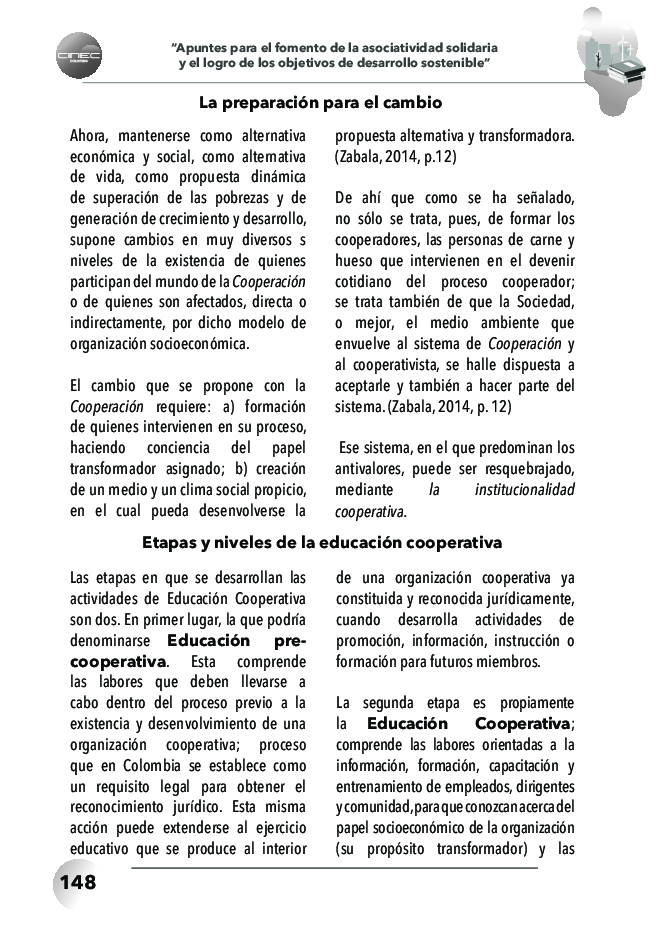 CINEC
COLOMBIA
“Apuntes para el fomento de la asociatividad solidaria
y el logro de los objetivos de desarrollo sostenible”
La preparación para el cambio
Ahora, mantenerse como alternativa
económica y social, como alternativa
de vida, como propuesta dinámica
de superación de las pobrezas y de
generación de crecimiento y desarrollo,
supone cambios en muy diversos s
niveles de la existencia de quienes
participan del mundo de la Cooperación
o de quienes son afectados, directa o
indirectamente, por dicho modelo de
organización socioeconómica.
El cambio que se propone con la
Cooperación requiere: a) formación
de quienes intervienen en su proceso,
haciendo conciencia del papel
transformador asignado; b) creación
de un medio y un clima social propicio,
en el cual pueda desenvolverse la
propuesta alternativa y transformadora.
(Zabala, 2014, p.12)
De ahí que como se ha señalado,
no sólo se trata, pues, de formar los
cooperadores, las personas de carne y
hueso que intervienen en el devenir
cotidiano del proceso cooperador;
se trata también de que la Sociedad,
o mejor, el medio ambiente que
envuelve al sistema de Cooperación y
al cooperativista, se halle dispuesta a
aceptarle y también a hacer parte del
sistema. (Zabala, 2014, p. 12)
Ese sistema, en el que predominan los
antivalores, puede ser resquebrajado,
mediante la institucionalidad
cooperativa.
Etapas y niveles de la educación cooperativa
Las etapas en que se desarrollan las
actividades de Educación Cooperativa
son dos. En primer lugar, la que podría
denominarse Educación pre-
cooperativa. Esta comprende
las labores que deben llevarse a
cabo dentro del proceso previo a la
existencia y desenvolvimiento de una
organización cooperativa; proceso
que en Colombia se establece como
un requisito legal para obtener el
reconocimiento jurídico. Esta misma
acción puede extenderse al ejercicio
educativo que se produce al interior
de una organización cooperativa ya
constituida y reconocida jurídicamente,
cuando desarrolla actividades de
promoción, información, instrucción o
formación para futuros miembros.
La segunda etapa es propiamente
la Educación Cooperativa;
comprende las labores orientadas a la
información, formación, capacitación y
entrenamiento de empleados, dirigentes
y comunidad, para que conozcan acerca del
papel socioeconómico de la organización
(su propósito transformador) y las
148